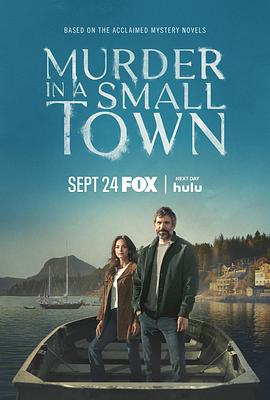 BASED ON THE ACCLAIMED MYSTERY NOVELS
MURDER
IN A SMALL
TOWN
SEPT 24 FOX NEXT DAY hulu